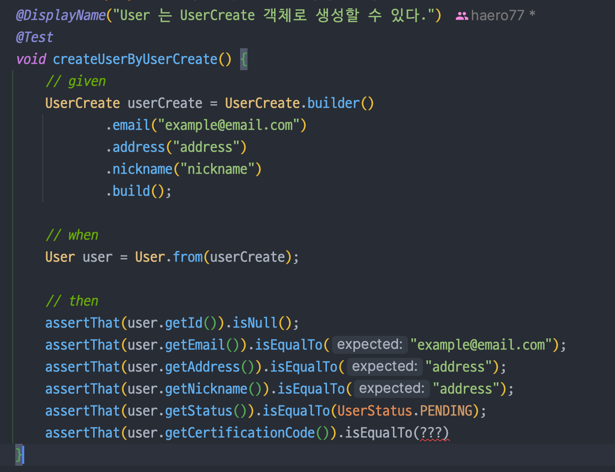 @DisplayName("User 는 UserCreate 객체로 생성할 수 있다.") haero77 *
@Test
void createUserByUserCreate() {
// given
UserCreate userCreate = UserCreate.builder()
.email("example@email.com")
.address("address")
.nickname("nickname")
.build();
// when
User user = User.from(userCreate);
// then
assertThat(user.getId()).isNull();
assertThat(user.getEmail()).isEqualTo( expected: "example@email.com");
assertThat(user.getAddress()).isEqualTo( expected: "address");
assertThat(user.getNickname()).isEqualTo( expected: "address");
assertThat(user.getStatus()).isEqualTo(UserStatus.PENDING);
assertThat(user.getCertificationCode()).isEqualTo(???)
}